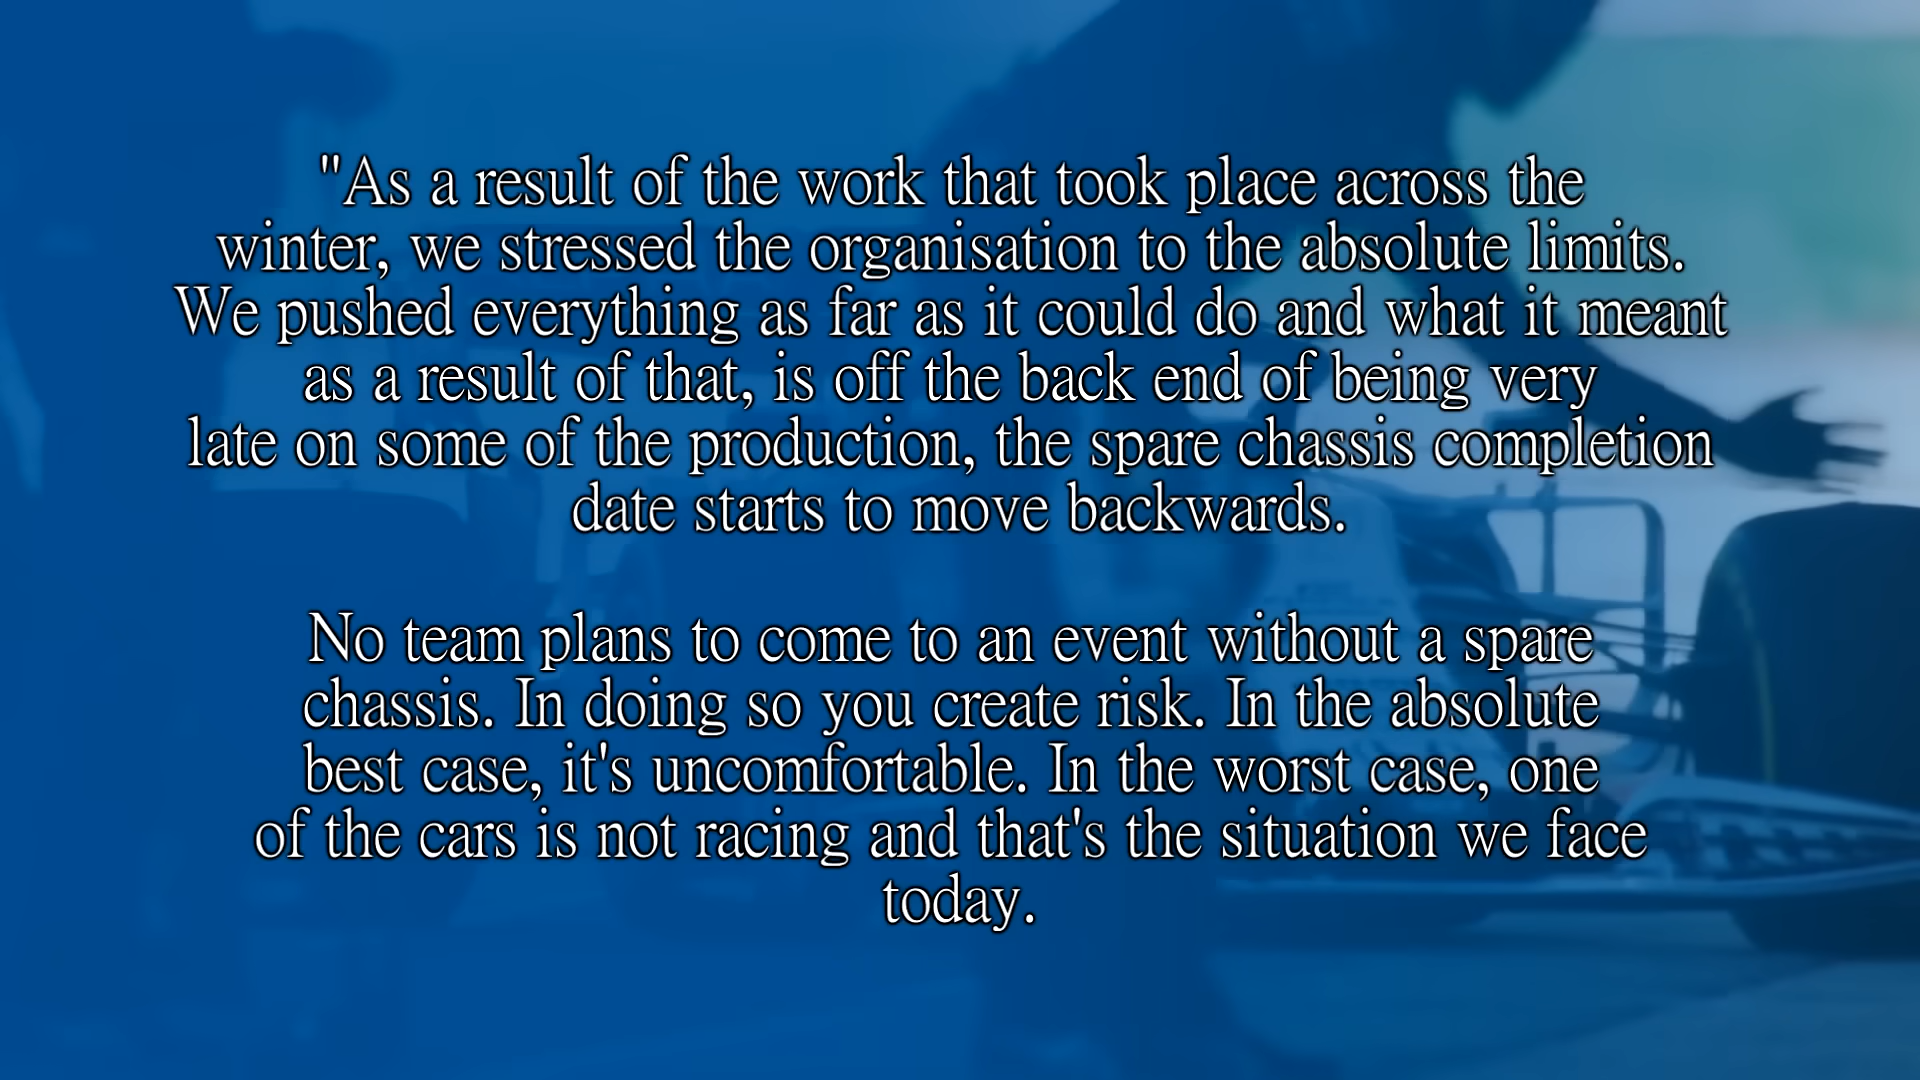 "As a result of the work that took place across the
winter, we stressed the organisation to the absolute limits.
We pushed everything as far as it could do and what it meant
as a result of that, is off the back end of being very
late on some of the production, the spare chassis completion
date starts to move backwards.
No team plans to come to an event without a spare
chassis. In doing so you create risk. In the absolute
best case, it's uncomfortable. In the worst case, one
of the cars is not racing and that's the situation we face
today.